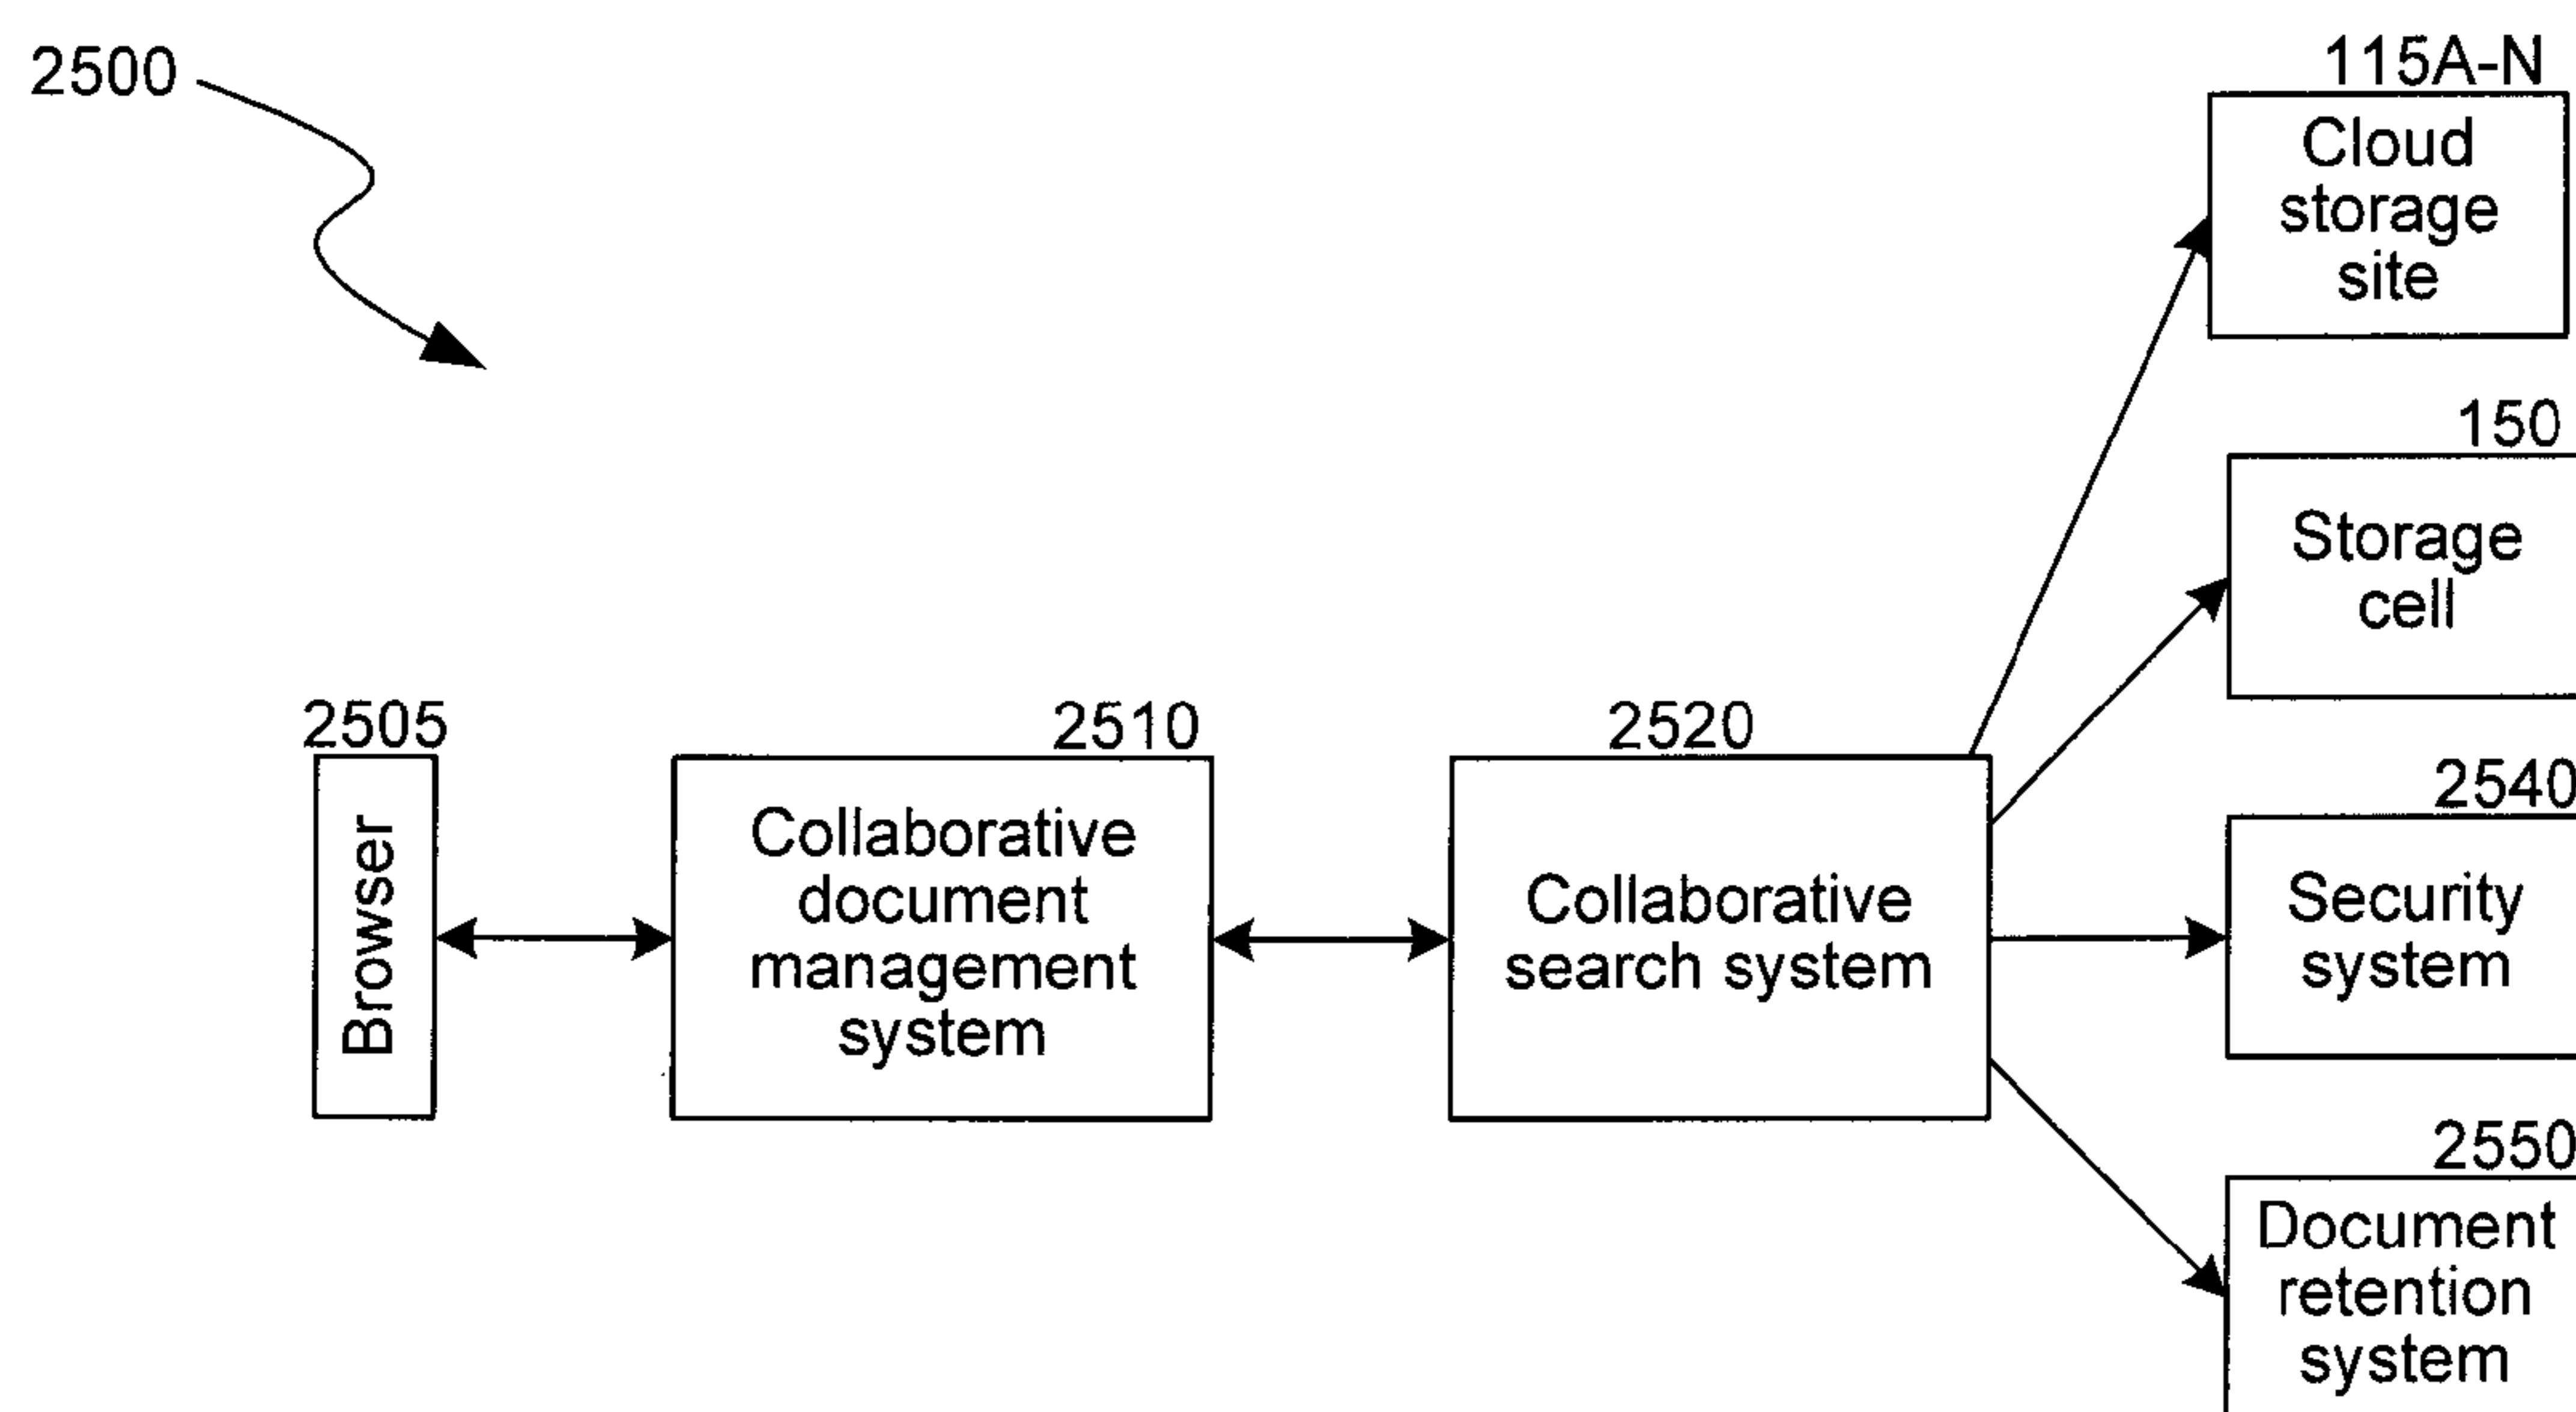 2500
115A-N
Cloud
storage
site
150
Storage
cell
2505
Browser
2510
Collaborative
document
management
system
2520
Collaborative
search system
2540
Security
system
2550
Document
retention
system